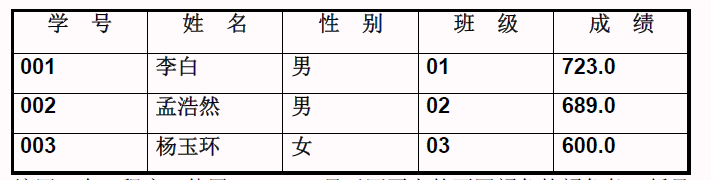 学 号 姓 名 性 别 班 级 成 绩
001 李白 男 01 723.0
002 孟浩然 男 02 689.0
003 杨玉环 女 03 600.0